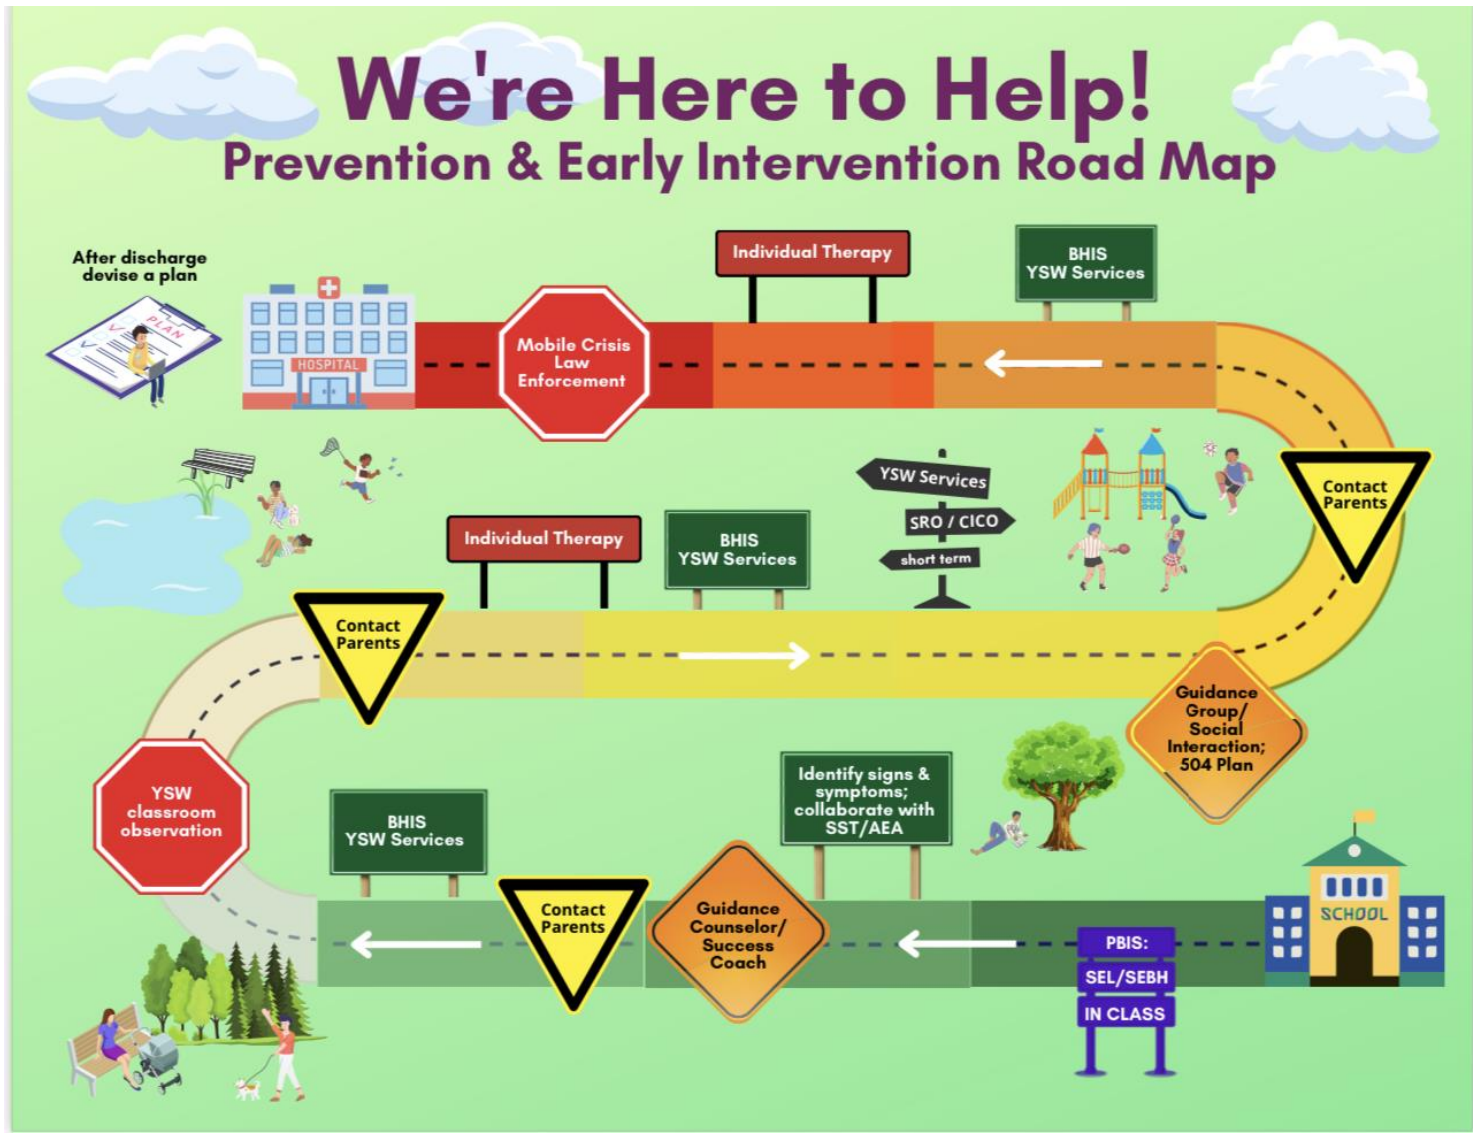 We're Here to Help!
Prevention & Early Intervention Road Map
After discharge
devise a plan
PLAN
HOSPITAL
Mobile Crisis
Law
Enforcement
Individual Therapy
BHIS
YSW Services
Contact
Parents
YSW Services
SRO / CICO
short term
BHIS
YSW Services
Individual Therapy
Contact
Parents
Guidance
Group/
Social
Interaction;
504 Plan
YSW
classroom
observation
BHIS
YSW Services
Contact
Parents
Guidance
Counselor/
Success
Coach
Identify signs &
symptoms;
collaborate with
SST/AEA
PBIS:
SEL/SEBH
IN CLASS
SCHOOL